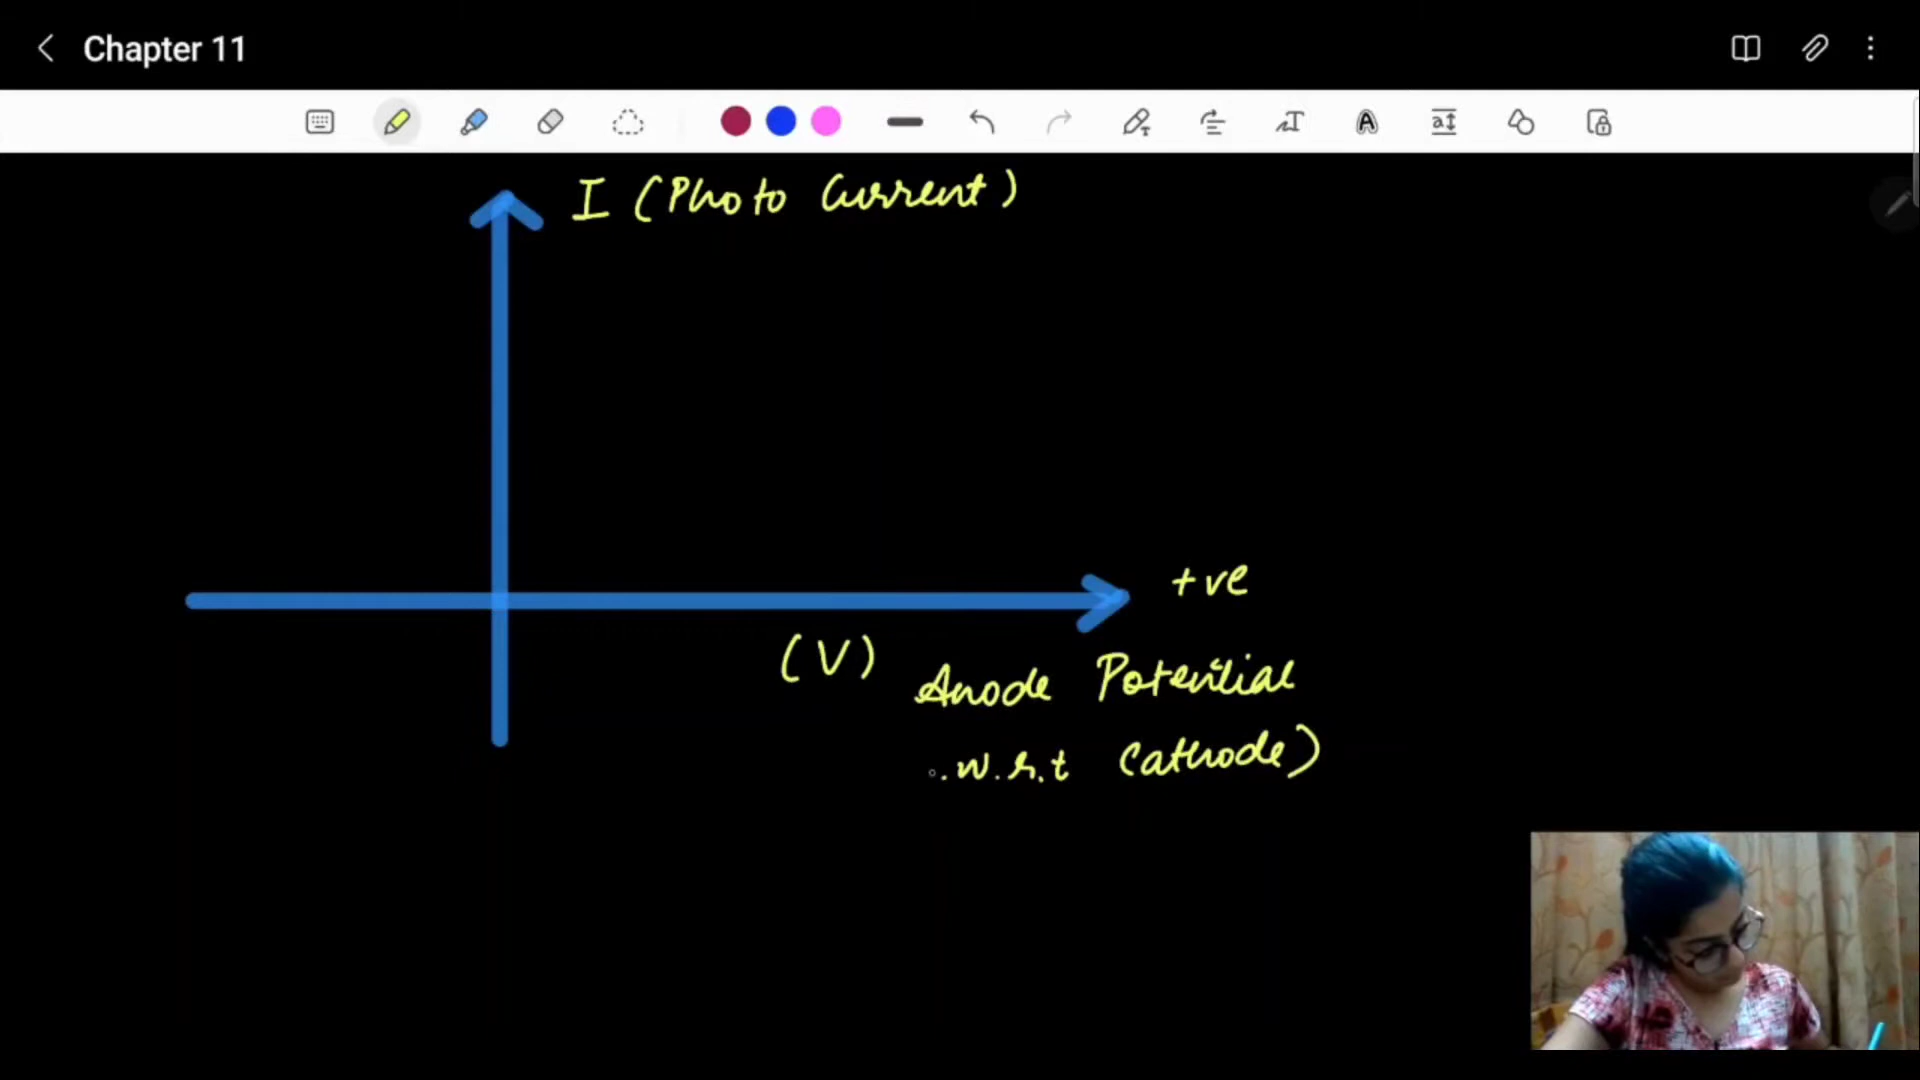 Chapter 11
I (Photo Current)
+ve
(V) Anode Potential
.w.r.t Cathode)